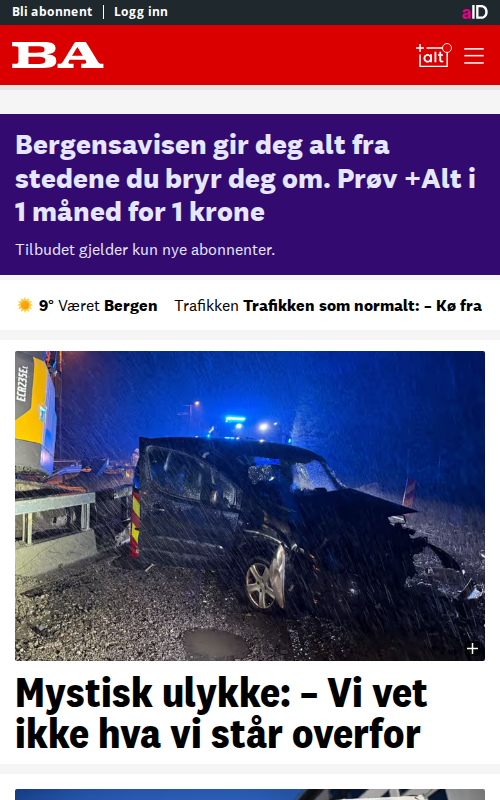 Bli abonnent | Logg inn
aID
BA
+alt
Bergensavisen gir deg alt fra
stedene du bryr deg om. Prøv +Alt i
1 måned for 1 krone
Tilbudet gjelder kun nye abonnenter.
9° Været Bergen Trafikken Trafikken som normalt: – Kø fra
ECR235E
Mystisk ulykke: – Vi vet
ikke hva vi står overfor